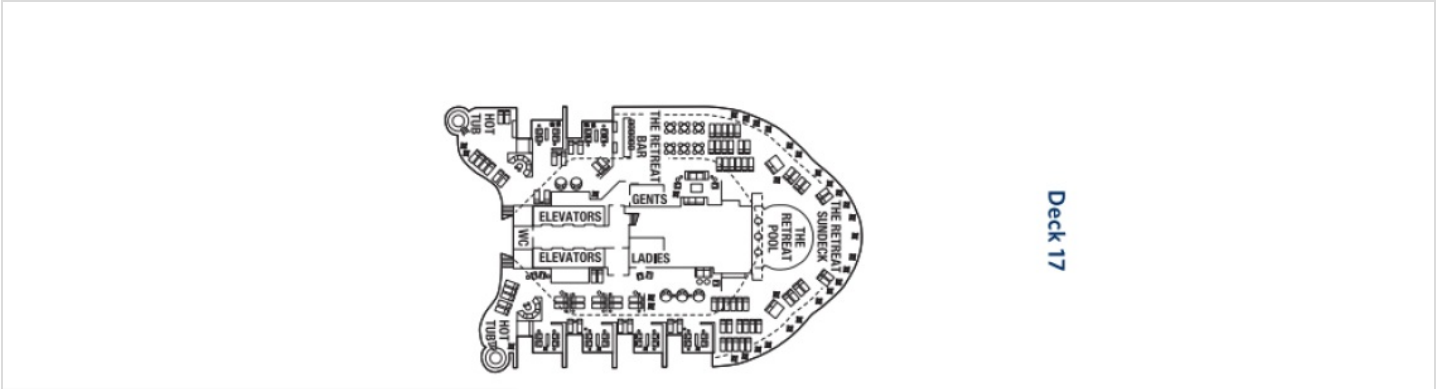 HOT
TUB
THE RETREAT
BAR
GENTS
ELEVATORS
WC
ELEVATORS
LADIES
THE
RETREAT
POOL
THE RETREAT
SUNDECK
HOT
TUB
Deck 17